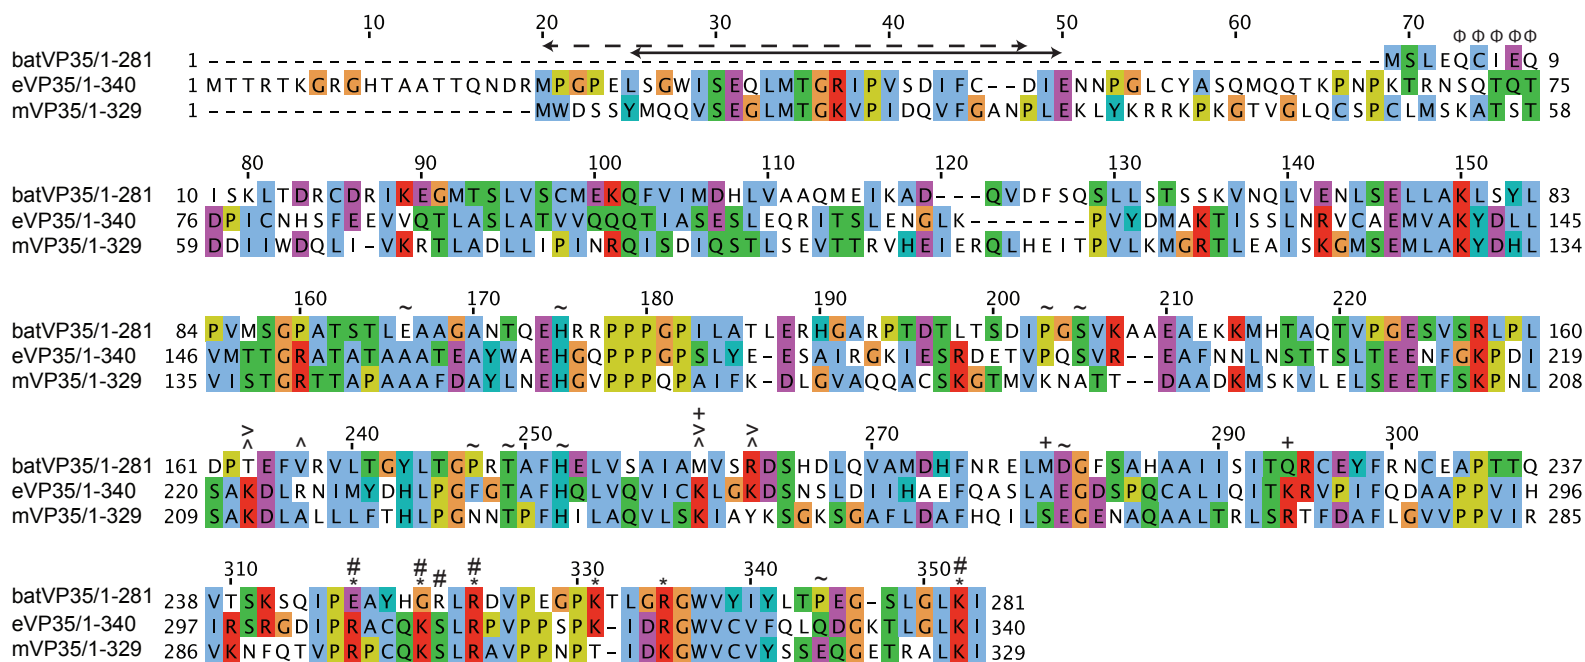 10 20 30 40 50 60 70
Φ Φ Φ Φ Φ
batVP35/1-281 1 --------------------------------------------------------------------MSLEQCIEQ 9
eVP35/1-340 1 MTTRTKGRGHTAATTQNDRMPGPELSGWISEQLMTGRIPVSDIFC--DIENNPGLCYASQMQQTKPNPKTRNSQTQT 75
mVP35/1-329 1 -------------------MWDSSYMQQVSEGLMTGKVPIDQVFGANPLEKLYKRRKPKGTVGLQCSPCLMSKATST 58
80 90 100 110 120 130 140 150
batVP35/1-281 10 ISKLTDRCDRIKEGMTSLVSCMEKQFVIMDHLVAAQMEIKAD---QVDFSQSLLSTSSKVNQLVENLSELLAKLSYL 83
eVP35/1-340 76 DPICNHSFEEVVQTLASLATVVQQQTIASESLEQRITSLENGLK-------PVYDMAKTISSLNRVCAEMVAKYDLL 145
mVP35/1-329 59 DDIIWDQLI-VKRTLADLLIPINRQISDIQSTLSEVTTRVHEIERQLHEITPVLKMGRTLEAISKGMSEMLAKYDHL 134
160 170 180 190 200 210 220
~ ~ ~ ~
batVP35/1-281 84 PVMSGPATSTLEAAGANTQEHRRPPPGPILATLERHGARPTDTLTSDIPGSVKAAEAEKKMHTAQTVPGESVSRLPL 160
eVP35/1-340 146 VMTTGRATATAAATEAYWAEHGQPPPGPSLYE-ESAIRGKIESRDETVPQSVR--EAFNNLNSTTSLTEENFGKPDI 219
mVP35/1-329 135 VISTGRTTAPAAAFDAYLNEHGVPPPQPAIFK-DLGVAQQACSKGTMVKNATT--DAADKMSKVLELSEETFSKPNL 208
+
> > >
240 250 270 290 300
^ ^ ~ ~ ~ ^ ^ + ~ +
batVP35/1-281 161 DPTEFVRVLTGYLTGPRTAFHELVSAIAMVSRDSHDLQVAMDHFNRELMDGFSAHAAIISITQRCEYFRNCEAPTTQ 237
eVP35/1-340 220 SAKDLRNIMYDHLPGFGTAFHQLVQVICKLGKDSNSLDIIHAEFQASLAEGDSPQCALIQITKRVPIFQDAAPPVIH 296
mVP35/1-329 209 SAKDLALLLFTHLPGNNTPFHILAQVLSKIAYKSGKSGAFLDAFHQILSEGENAQAALTRLSRTFDAFLGVVPPVIR 285
310 330 340 350
# # # # #
* * * * * ~ *
batVP35/1-281 238 VTSKSQIPEAYHGRLRDVPEGPKTLGRGWVYIYLTPEG-SLGLKI 281
eVP35/1-340 297 IRSRGDIPRACQKSLRPVPPSPK-IDRGWVCVFQLQDGKTLGLKI 340
mVP35/1-329 286 VKNFQTVPRPCQKSLRAVPPNPT-IDKGWVCVYSSEQGETRALKI 329